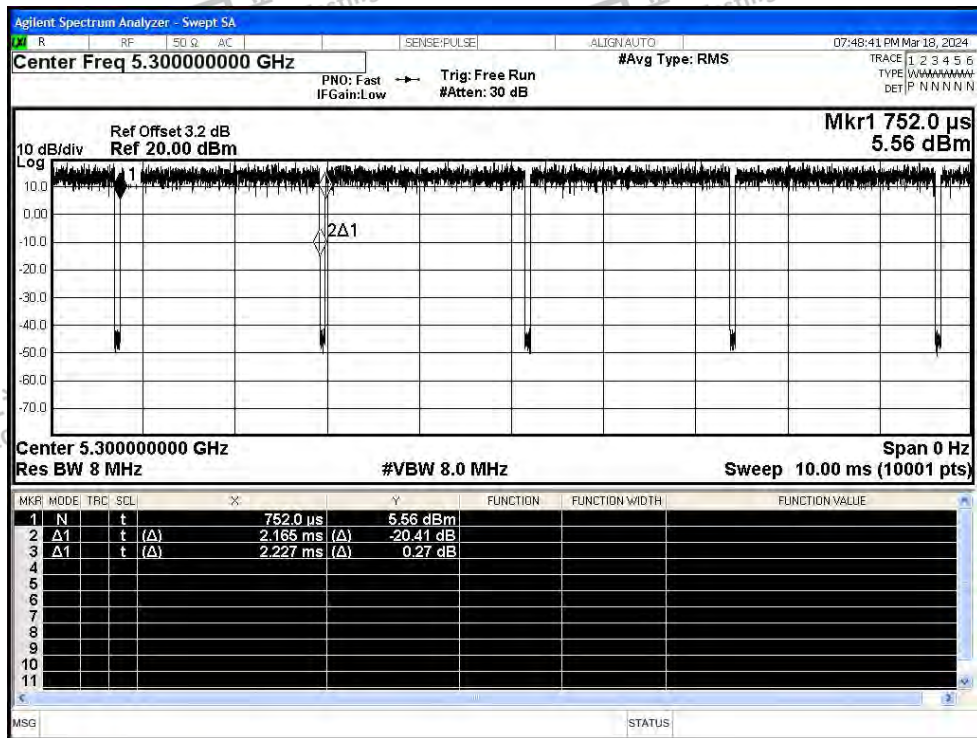 Agilent Spectrum Analyzer - Swept SA
LXI R RF 50 Ω AC SENSE:PULSE ALIGN AUTO 07:48:41 PM Mar 18, 2024
Center Freq 5.300000000 GHz #Avg Type: RMS TRACE 1 2 3 4 5 6
PNO: Fast Trig: Free Run TYPE
IFGain:Low #Atten: 30 dB DET P N N N N N
Mkr1 752.0 µs
Ref Offset 3.2 dB
10 dB/div Ref 20.00 dBm 5.56 dBm
Log
1
10.0
0.00
2Δ1
-10.0
-20.0
-30.0
-40.0
-50.0
-60.0
-70.0
Center 5.300000000 GHz Span 0 Hz
Res BW 8 MHz #VBW 8.0 MHz Sweep 10.00 ms (10001 pts)
MKR MODE TRC SCL X Y FUNCTION FUNCTION WIDTH FUNCTION VALUE
1 N t 752.0 µs 5.56 dBm
2 Δ1 t (Δ) 2.165 ms (Δ) -20.41 dB
3 Δ1 t (Δ) 2.227 ms (Δ) 0.27 dB
4
5
6
7
8
9
10
11
MSG STATUS